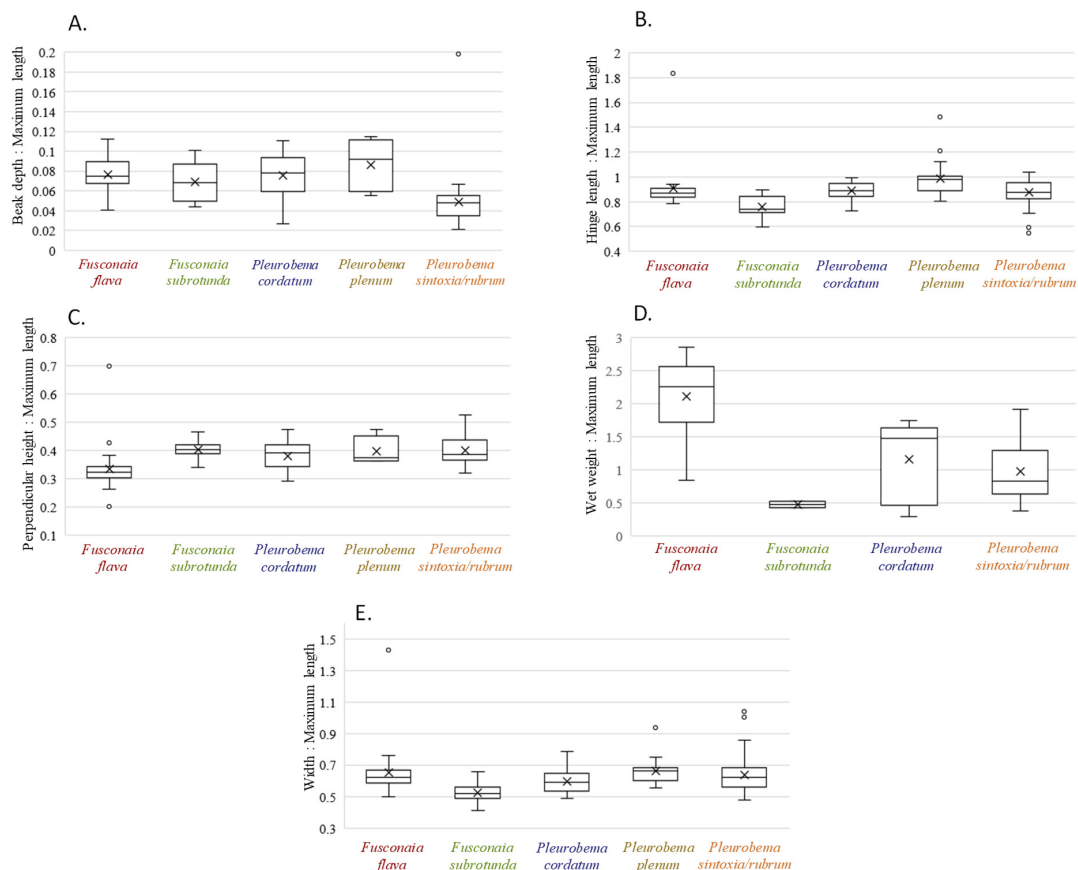 A.
Beak depth : Maximum length
0.2
0.18
0.16
0.14
0.12
0.1
0.08
0.06
0.04
0.02
0
Fusconaia flava
Fusconaia subrotunda
Pleurobema cordatum
Pleurobema plenum
Pleurobema sintoxia/rubrum
B.
Hinge length : Maximum length
2
1.8
1.6
1.4
1.2
1
0.8
0.6
0.4
Fusconaia flava
Fusconaia subrotunda
Pleurobema cordatum
Pleurobema plenum
Pleurobema sintoxia/rubrum
C.
Perpendicular height : Maximum length
0.8
0.7
0.6
0.5
0.4
0.3
0.2
0.1
Fusconaia flava
Fusconaia subrotunda
Pleurobema cordatum
Pleurobema plenum
Pleurobema sintoxia/rubrum
D.
Wet weight : Maximum length
3
2.5
2
1.5
1
0.5
0
Fusconaia flava
Fusconaia subrotunda
Pleurobema cordatum
Pleurobema sintoxia/rubrum
E.
Width : Maximum length
1.5
1.3
1.1
0.9
0.7
0.5
0.3
Fusconaia flava
Fusconaia subrotunda
Pleurobema cordatum
Pleurobema plenum
Pleurobema sintoxia/rubrum